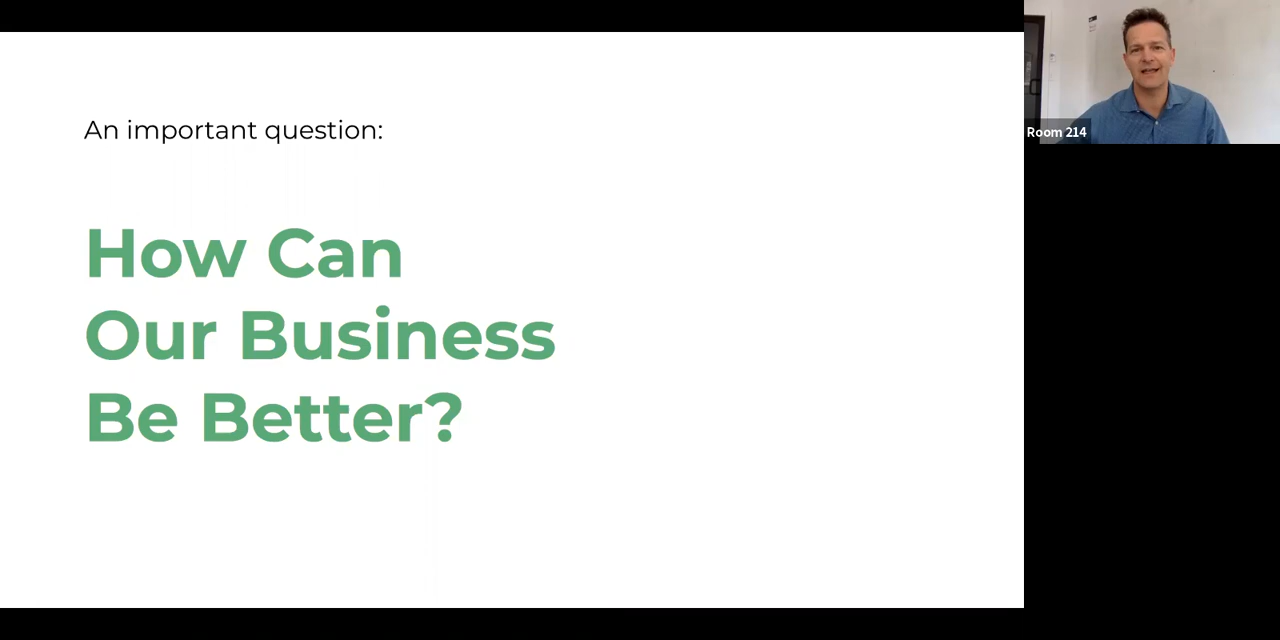 An important question:
How Can
Our Business
Be Better?
Room 214